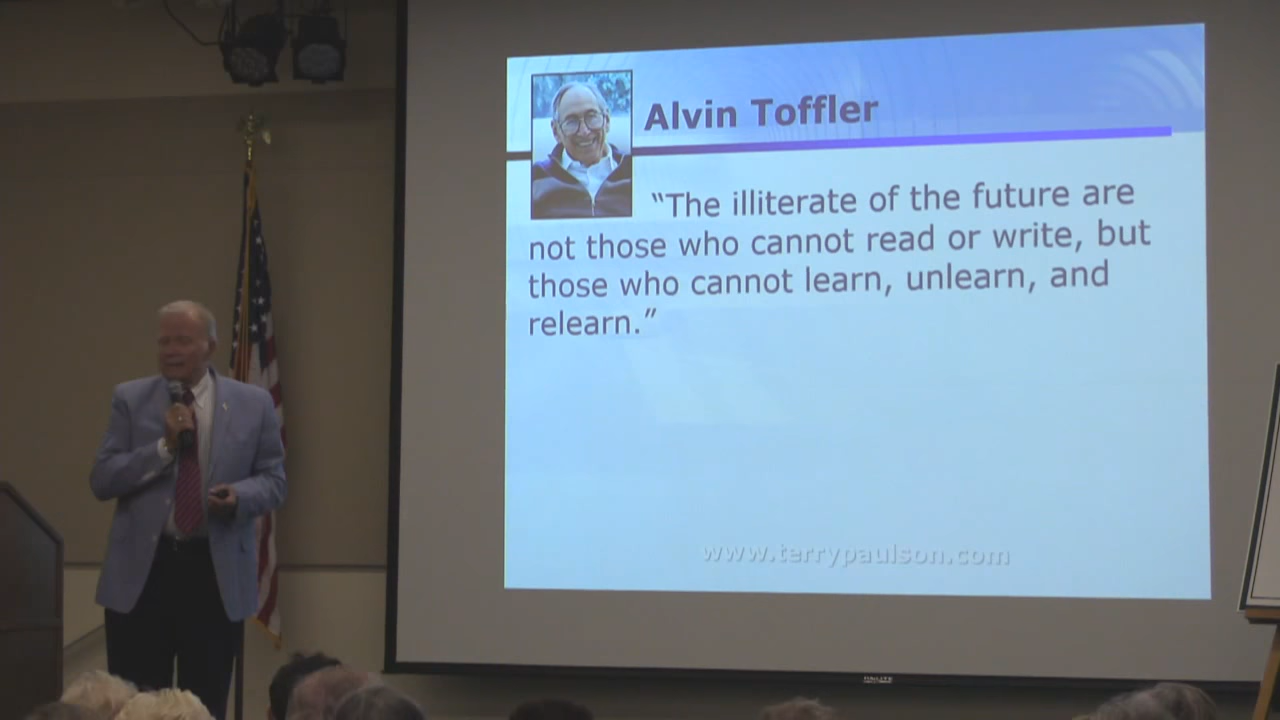 Alvin Toffler
“The illiterate of the future are
not those who cannot read or write, but
those who cannot learn, unlearn, and
relearn.”
www.terrypaulson.com